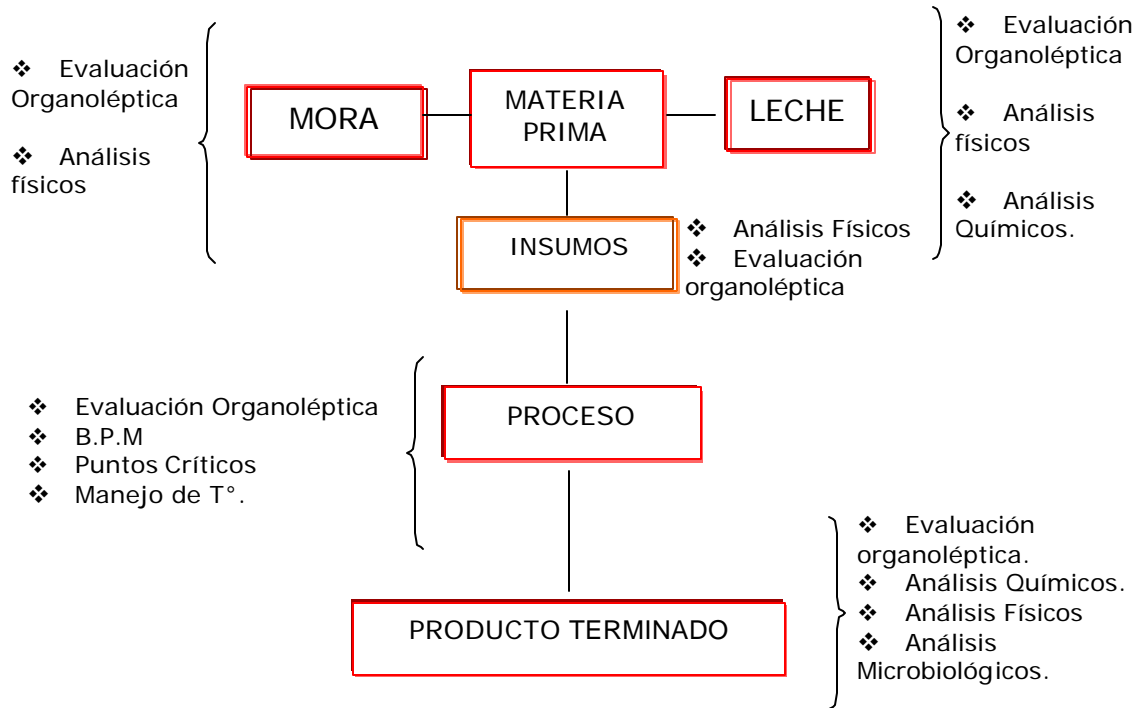 ❖ Evaluación
Organoléptica
❖ Análisis
físicos
MORA
MATERIA
PRIMA
LECHE
❖ Evaluación
Organoléptica
❖ Análisis
físicos
❖ Análisis
Químicos.
INSUMOS
❖ Análisis Físicos
❖ Evaluación
organoléptica
❖ Evaluación Organoléptica
❖ B.P.M
❖ Puntos Críticos
❖ Manejo de T°.
PROCESO
PRODUCTO TERMINADO
❖ Evaluación
organoléptica.
❖ Análisis Químicos.
❖ Análisis Físicos
❖ Análisis
Microbiológicos.